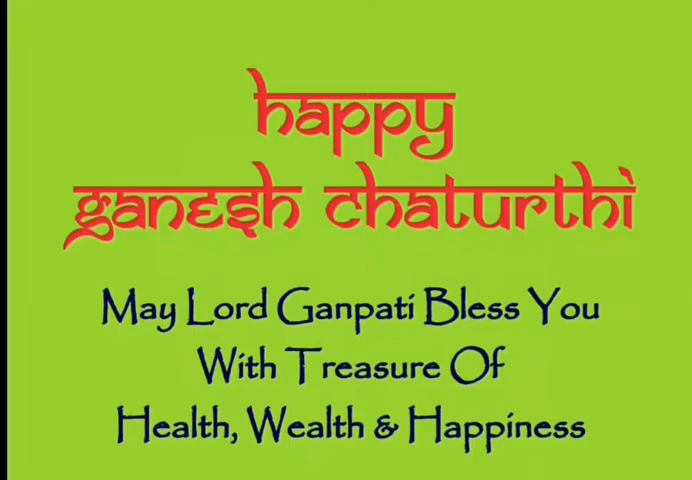 happy
ganesh chaturthi
May Lord Ganpati Bless You
With Treasure Of
Health, Wealth & Happiness